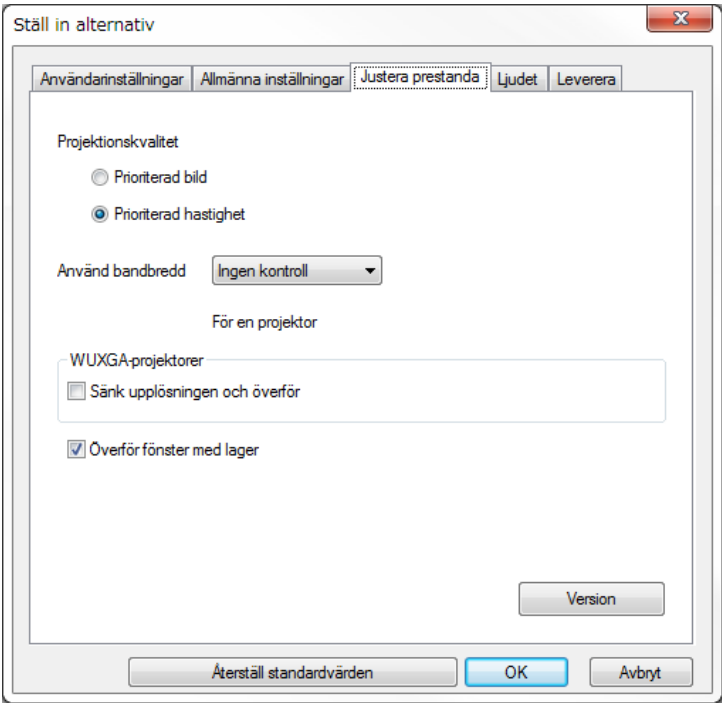 Ställ in alternativ
Användarinställningar Allmänna inställningar Justera prestanda Ljudet Leverera
Projektionskvalitet
Prioriterad bild
Prioriterad hastighet
Använd bandbredd Ingen kontroll
För en projektor
WUXGA-projektorer
Sänk upplösningen och överför
Överför fönster med lager
Version
Återställ standardvärden OK Avbryt